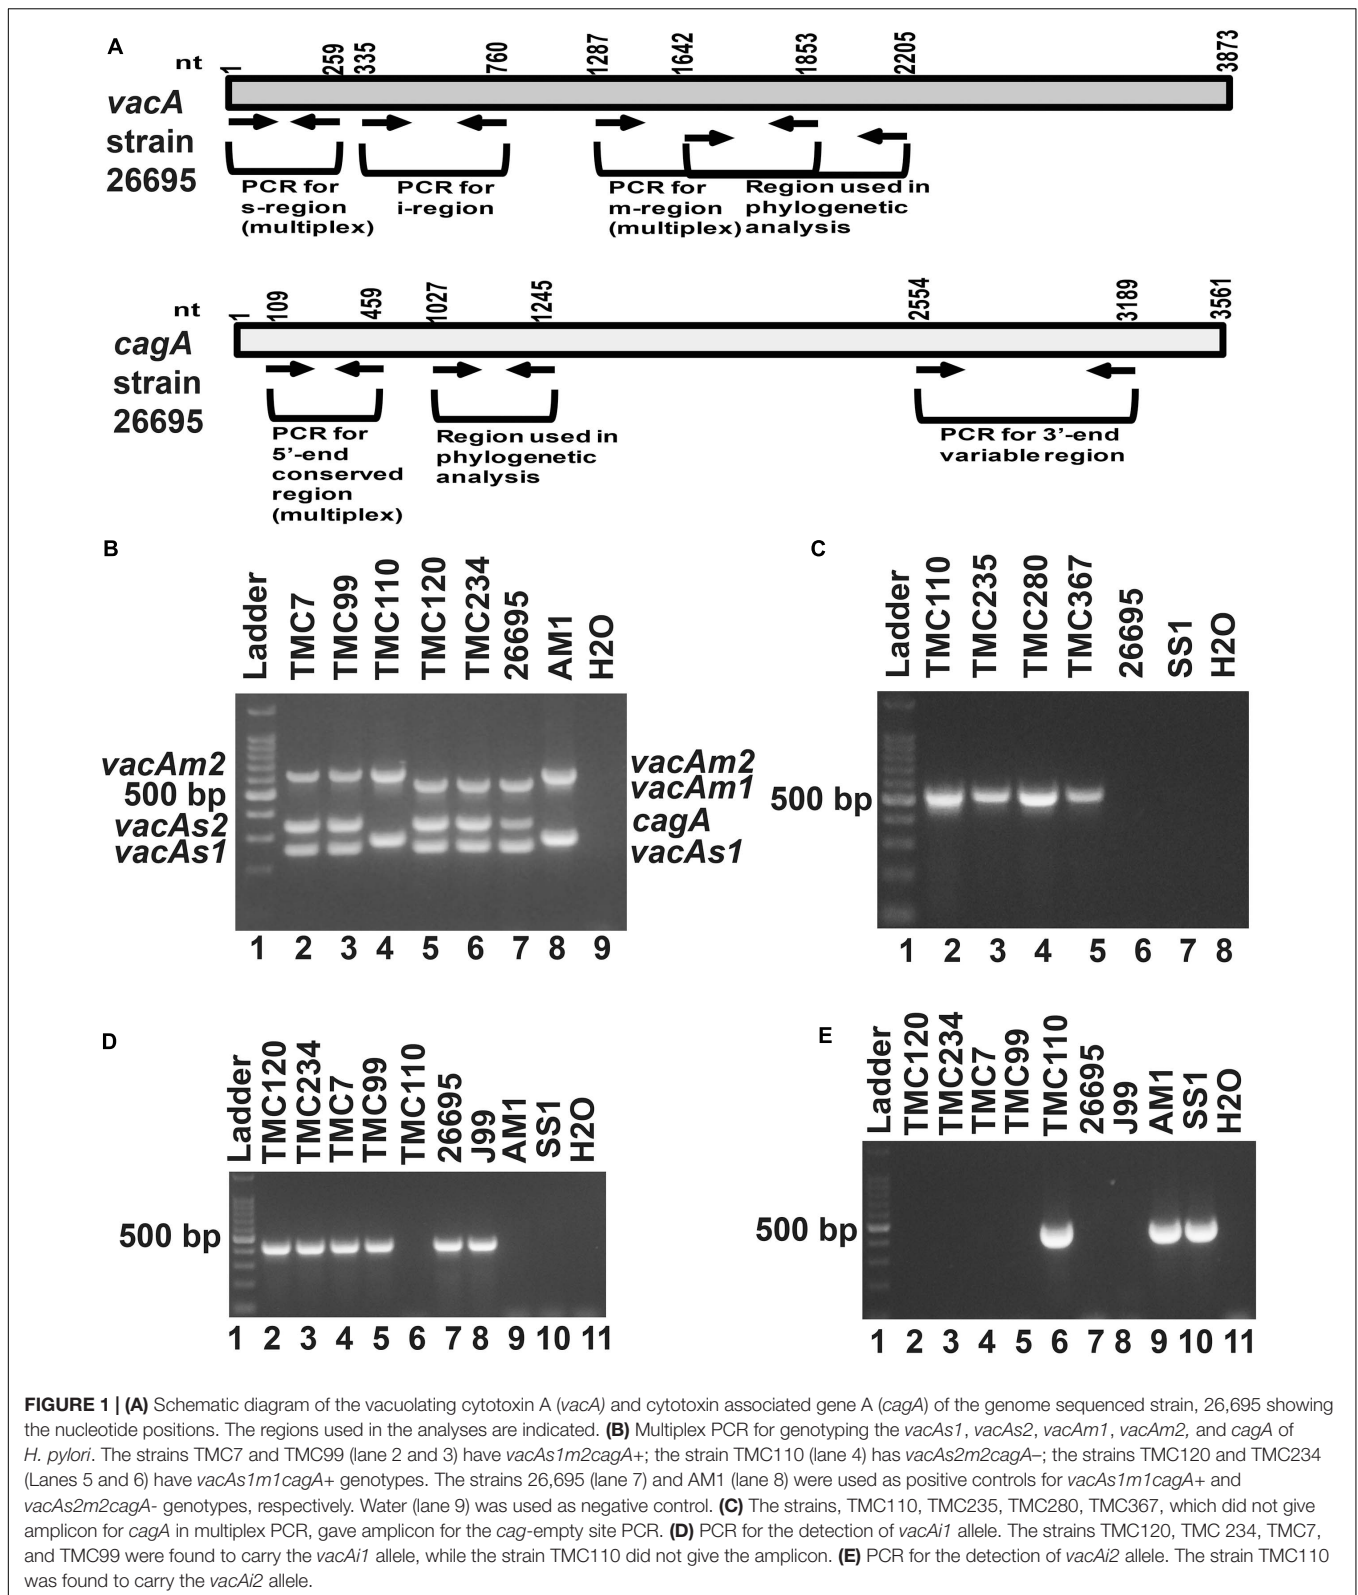 A
nt 1 259 335 760 1287 1642 1853 2205 3873
vacA
strain
26695
PCR for
s-region
(multiplex)
PCR for
i-region
PCR for
m-region
(multiplex)
Region used in
phylogenetic
analysis
nt 1 109 459 1027 1245 2554 3189 3561
cagA
strain
26695
PCR for
5’-end
conserved
region
(multiplex)
Region used in
phylogenetic
analysis
PCR for 3’-end
variable region
B
Ladder TMC7 TMC99 TMC110 TMC120 TMC234 26695 AM1 H2O
vacAm2
500 bp
vacAs2
vacAs1
vacAm2
vacAm1
cagA
vacAs1
1 2 3 4 5 6 7 8 9
C
Ladder TMC110 TMC235 TMC280 TMC367 26695 SS1 H2O
500 bp
1 2 3 4 5 6 7 8
D
Ladder TMC120 TMC234 TMC7 TMC99 TMC110 26695 J99 AM1 SS1 H2O
500 bp
1 2 3 4 5 6 7 8 9 10 11
E
Ladder TMC120 TMC234 TMC7 TMC99 TMC110 26695 J99 AM1 SS1 H2O
500 bp
1 2 3 4 5 6 7 8 9 10 11
FIGURE 1 | (A) Schematic diagram of the vacuolating cytotoxin A (vacA) and cytotoxin associated gene A (cagA) of the genome sequenced strain, 26,695 showing
the nucleotide positions. The regions used in the analyses are indicated. (B) Multiplex PCR for genotyping the vacAs1, vacAs2, vacAm1, vacAm2, and cagA of
H. pylori. The strains TMC7 and TMC99 (lane 2 and 3) have vacAs1m2cagA+; the strain TMC110 (lane 4) has vacAs2m2cagA–; the strains TMC120 and TMC234
(Lanes 5 and 6) have vacAs1m1cagA+ genotypes. The strains 26,695 (lane 7) and AM1 (lane 8) were used as positive controls for vacAs1m1cagA+ and
vacAs2m2cagA- genotypes, respectively. Water (lane 9) was used as negative control. (C) The strains, TMC110, TMC235, TMC280, TMC367, which did not give
amplicon for cagA in multiplex PCR, gave amplicon for the cag-empty site PCR. (D) PCR for the detection of vacAi1 allele. The strains TMC120, TMC 234, TMC7,
and TMC99 were found to carry the vacAi1 allele, while the strain TMC110 did not give the amplicon. (E) PCR for the detection of vacAi2 allele. The strain TMC110
was found to carry the vacAi2 allele.